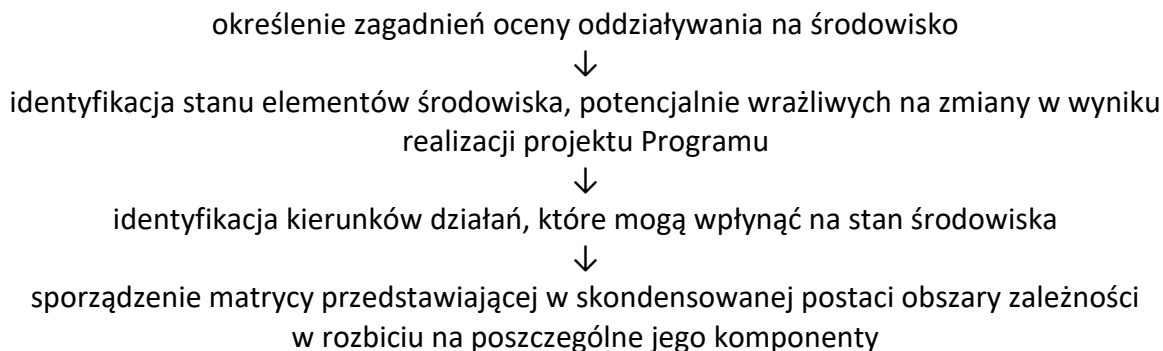 określenie zagadnień oceny oddziaływania na środowisko
↓
identyfikacja stanu elementów środowiska, potencjalnie wrażliwych na zmiany w wyniku
realizacji projektu Programu
↓
identyfikacja kierunków działań, które mogą wpłynąć na stan środowiska
↓
sporządzenie matrycy przedstawiającej w skondensowanej postaci obszary zależności
w rozbiciu na poszczególne jego komponenty